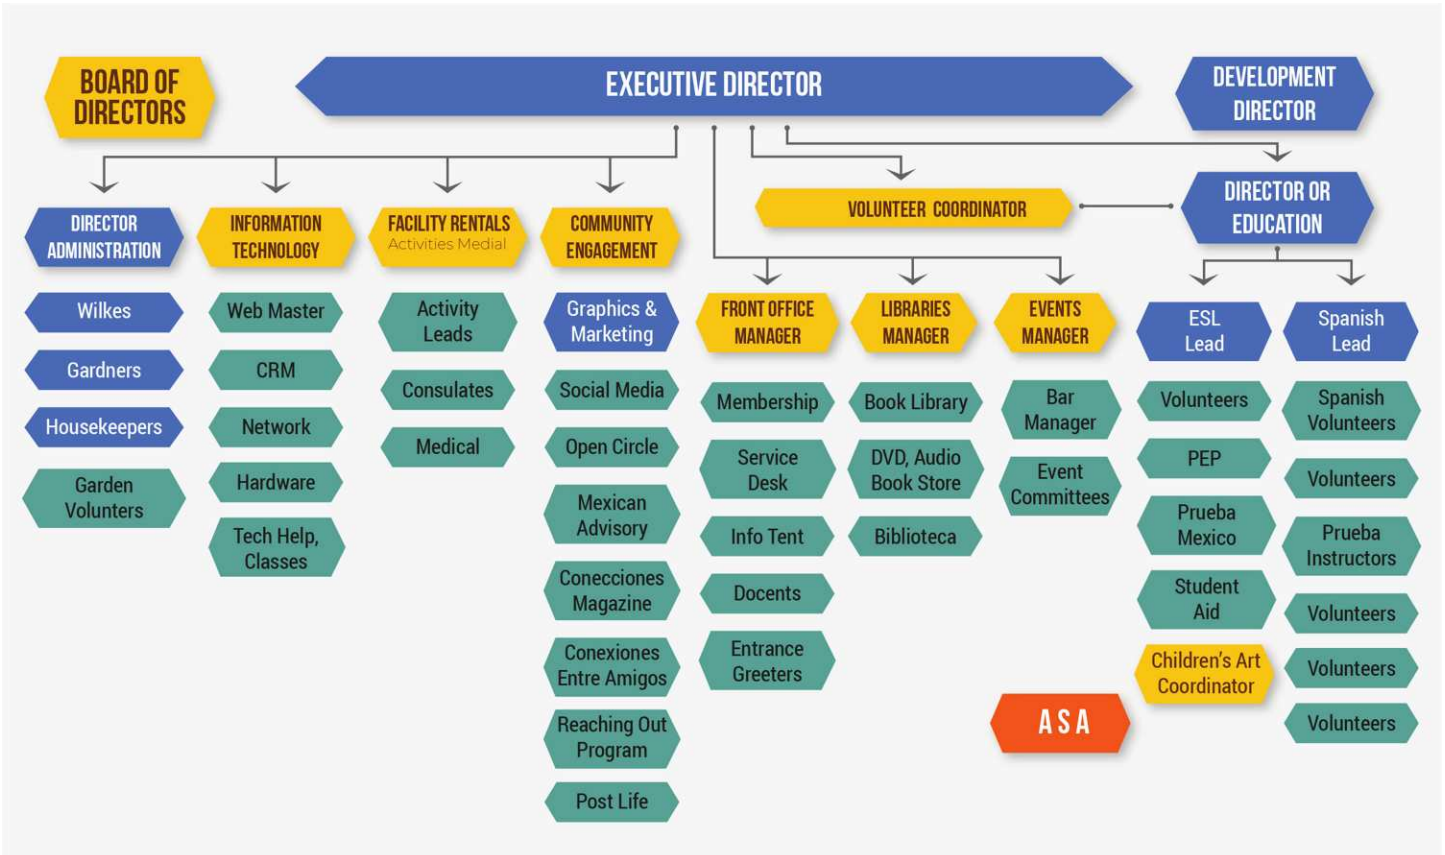 BOARD OF
DIRECTORS
EXECUTIVE DIRECTOR
DEVELOPMENT
DIRECTOR
DIRECTOR
ADMINISTRATION
Wilkes
Gardners
Housekeepers
Garden
Volunters
INFORMATION
TECHNOLOGY
Web Master
CRM
Network
Hardware
Tech Help,
Classes
FACILITY RENTALS
Activities Medial
Activity
Leads
Consulates
Medical
COMMUNITY
ENGAGEMENT
Graphics &
Marketing
Social Media
Open Circle
Mexican
Advisory
Conecciones
Magazine
Conexiones
Entre Amigos
Reaching Out
Program
Post Life
VOLUNTEER COORDINATOR
FRONT OFFICE
MANAGER
Membership
Service
Desk
Info Tent
Docents
Entrance
Greeters
LIBRARIES
MANAGER
Book Library
DVD, Audio
Book Store
Biblioteca
EVENTS
MANAGER
Bar
Manager
Event
Committees
DIRECTOR OR
EDUCATION
ESL
Lead
Volunteers
PEP
Prueba
Mexico
Student
Aid
Children's Art
Coordinator
Spanish
Lead
Spanish
Volunteers
Volunteers
Prueba
Instructors
Volunteers
Volunteers
Volunteers
A S A